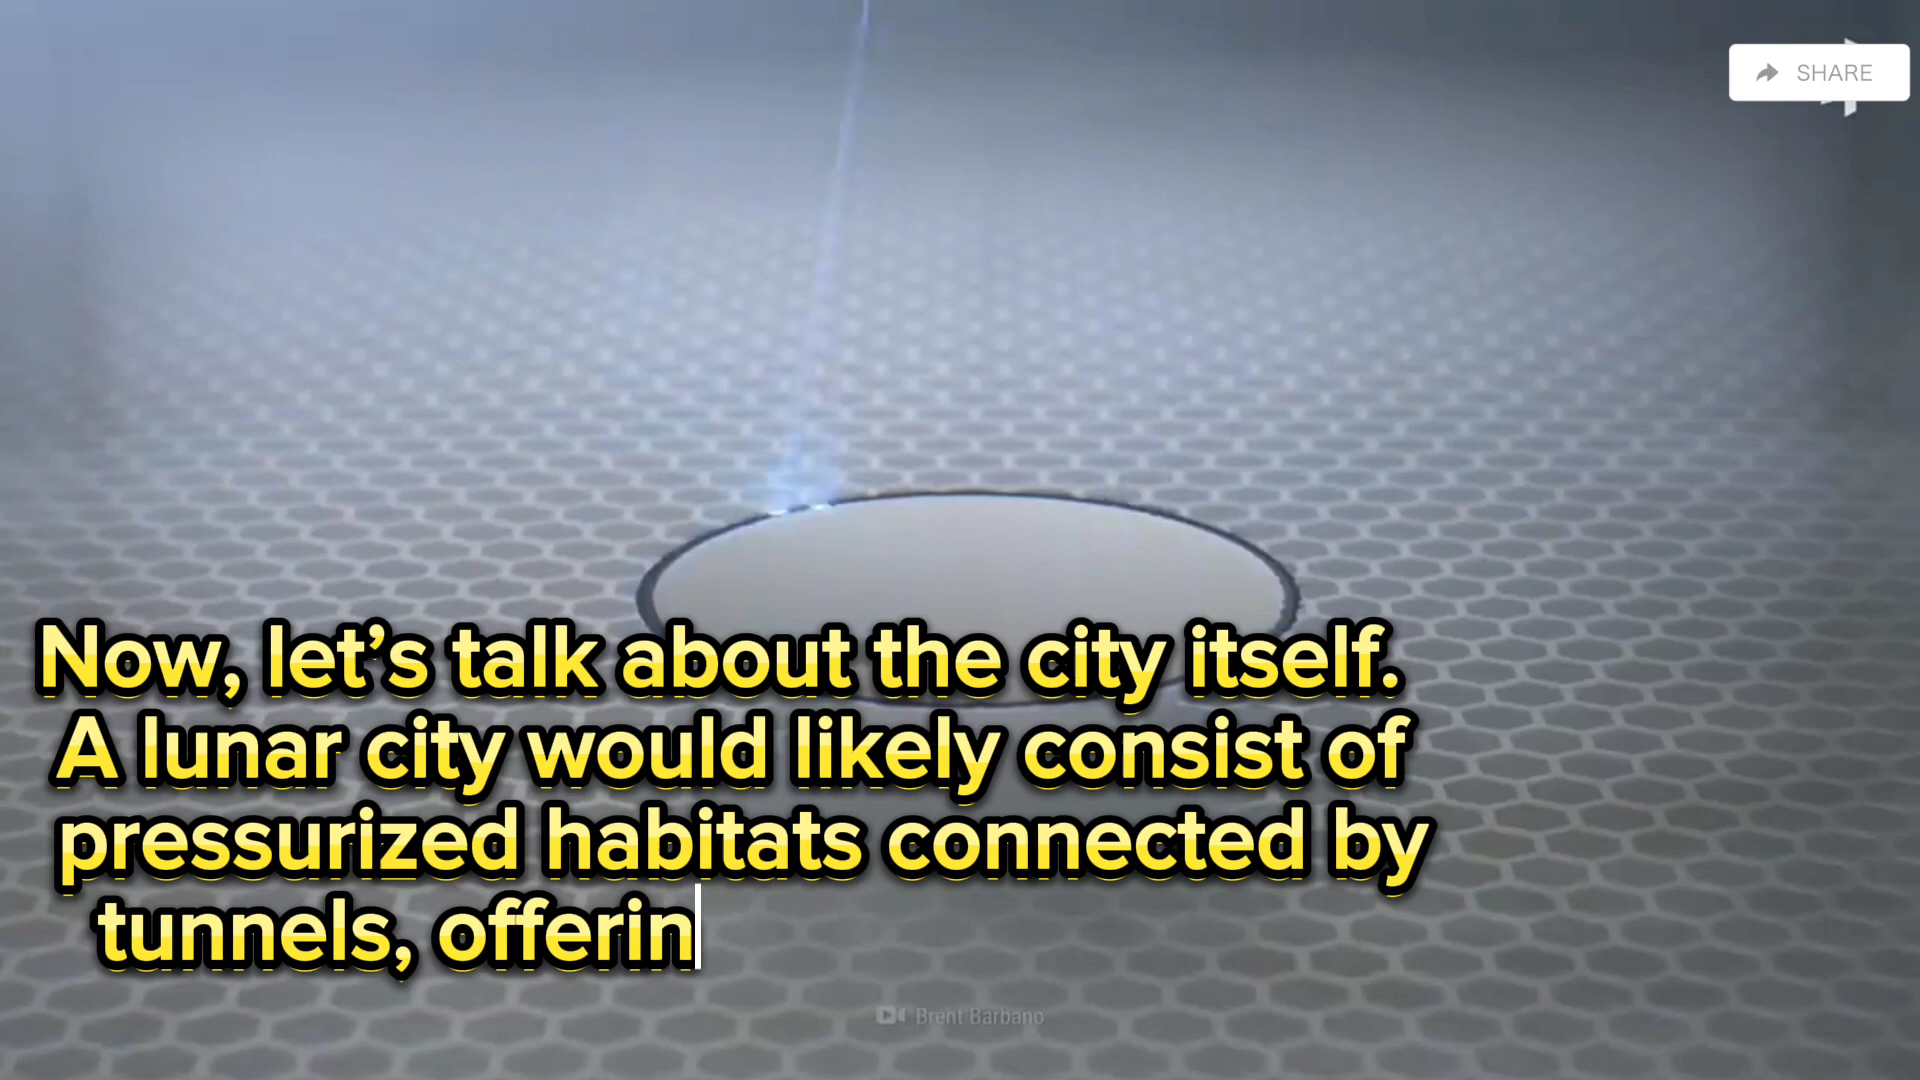 SHARE
Now, let’s talk about the city itself.
A lunar city would likely consist of
pressurized habitats connected by
tunnels, offerin
Brent Barbano